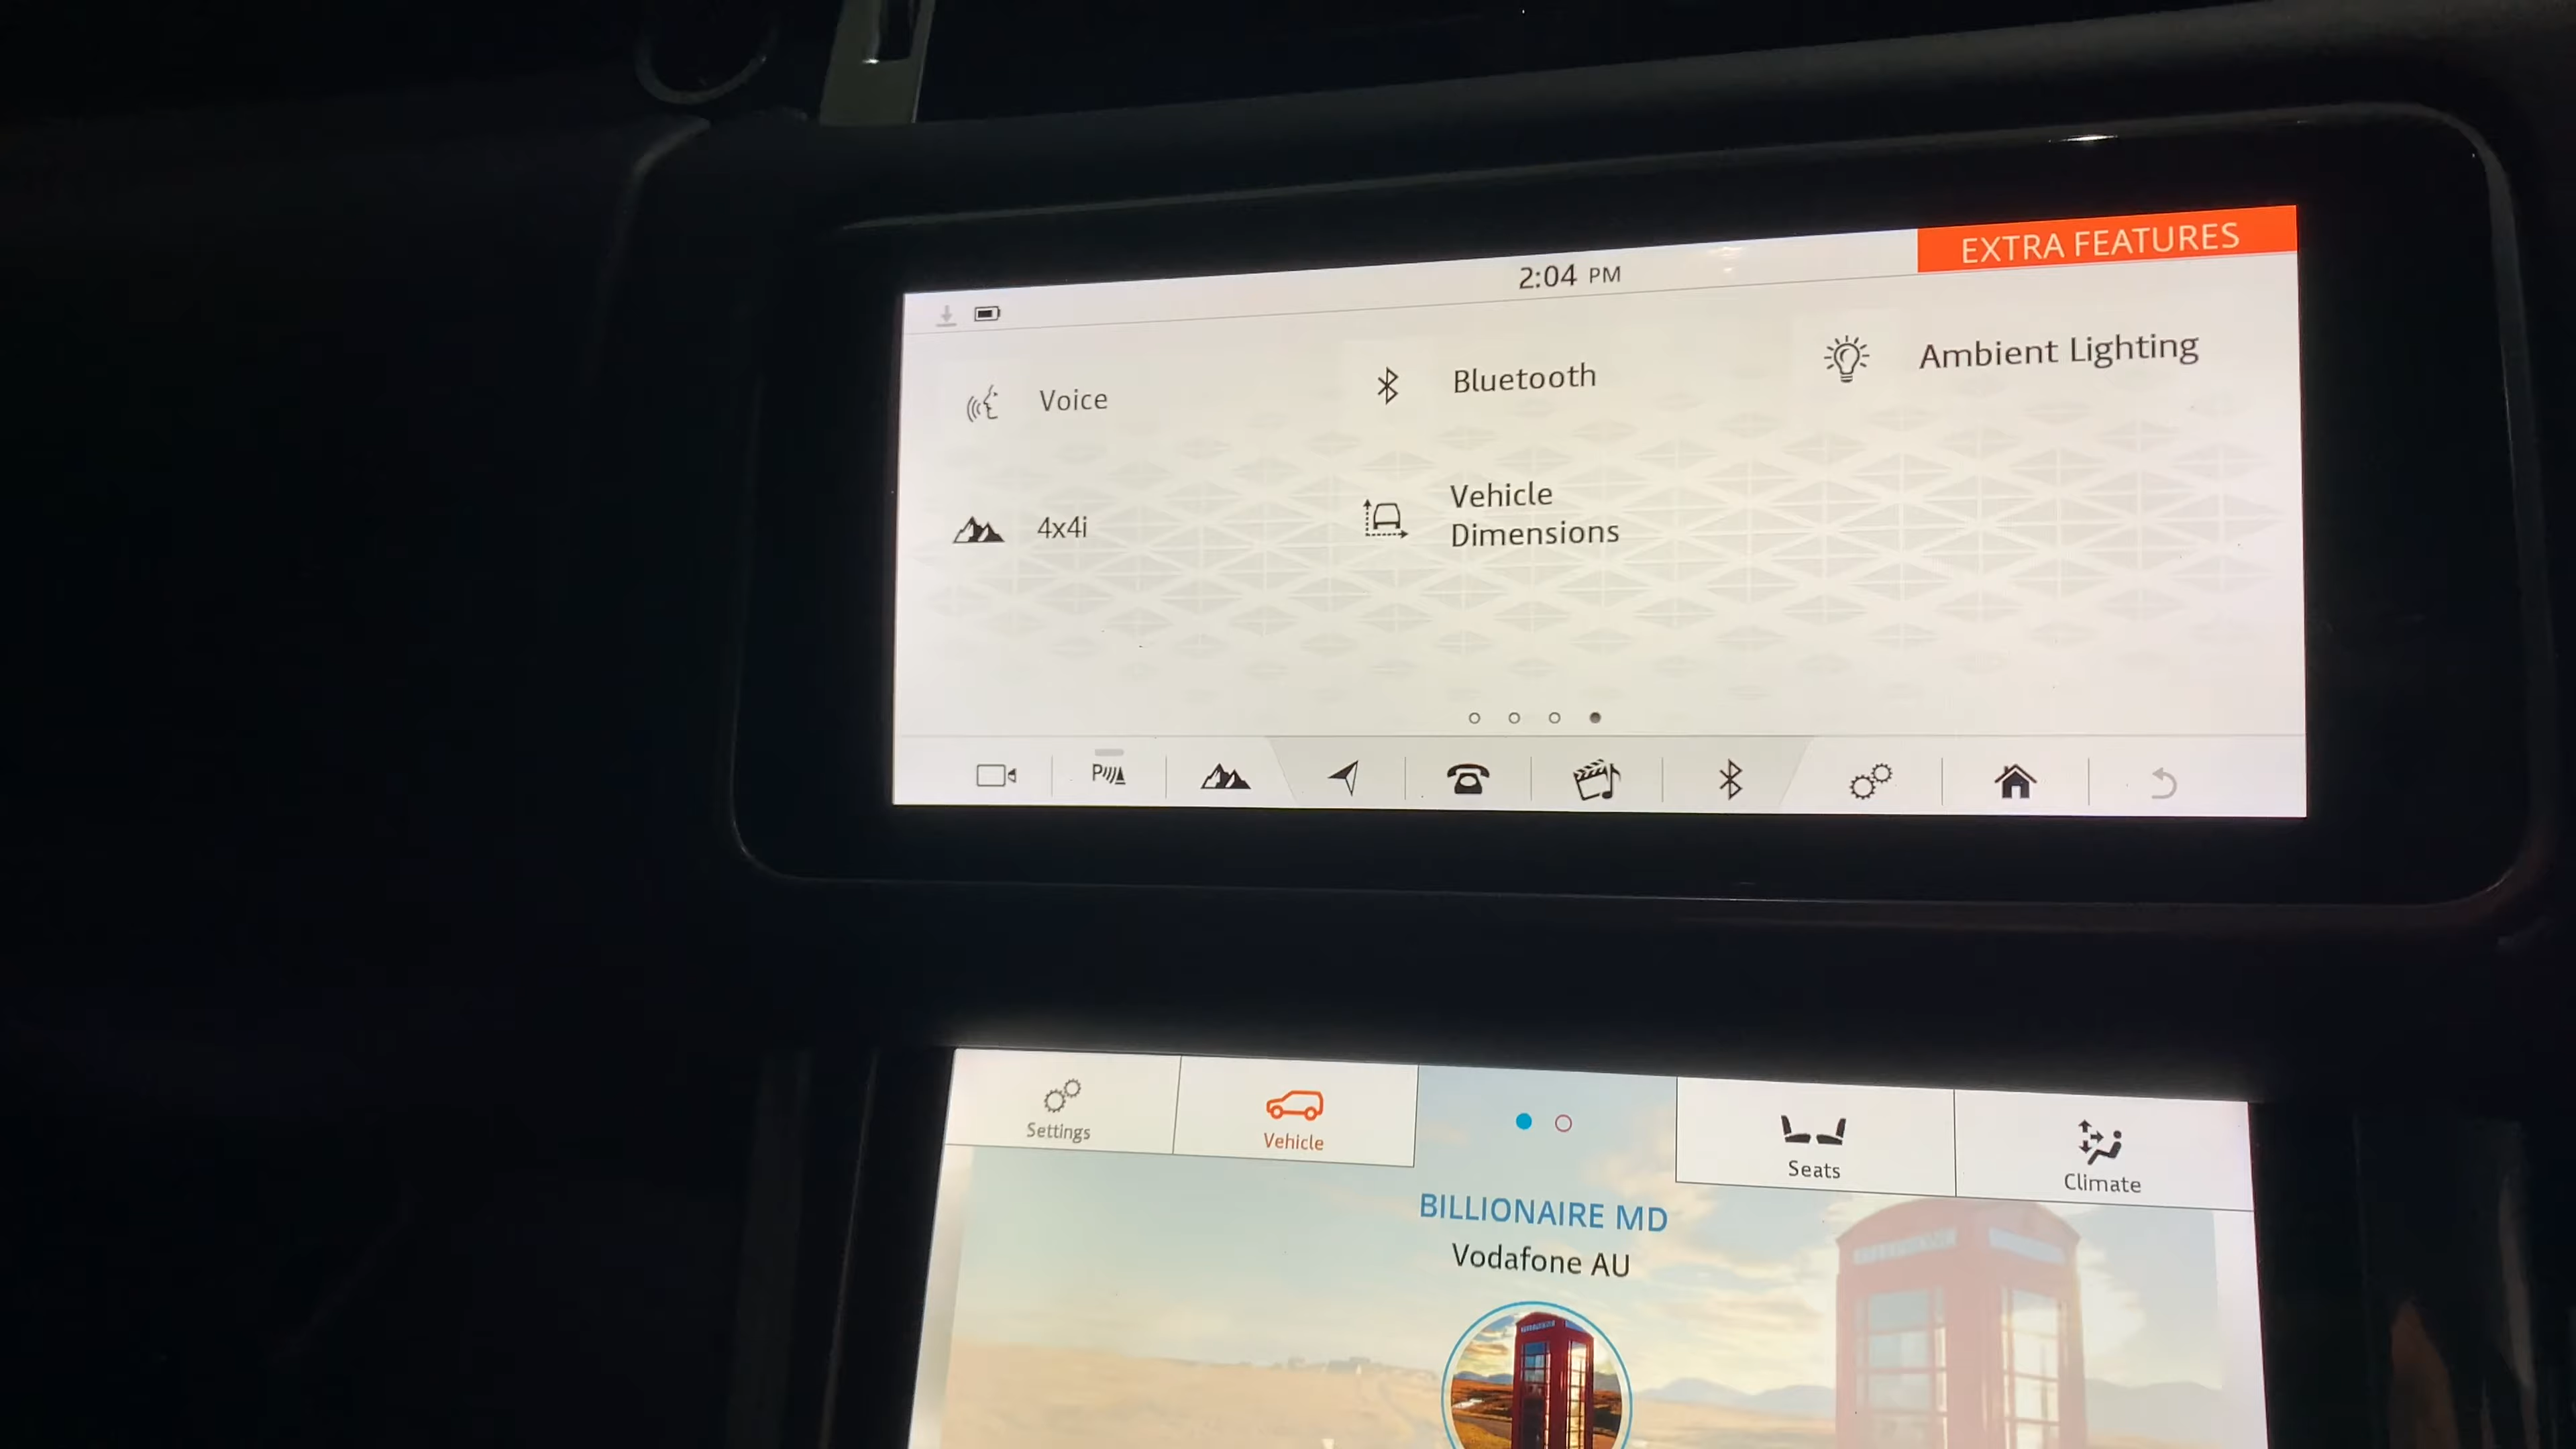 EXTRA FEATURES
2:04 PM
Voice
Bluetooth
Ambient Lighting
4x4i
Vehicle
Dimensions
P
Settings
Vehicle
Seats
Climate
BILLIONAIRE MD
Vodafone AU